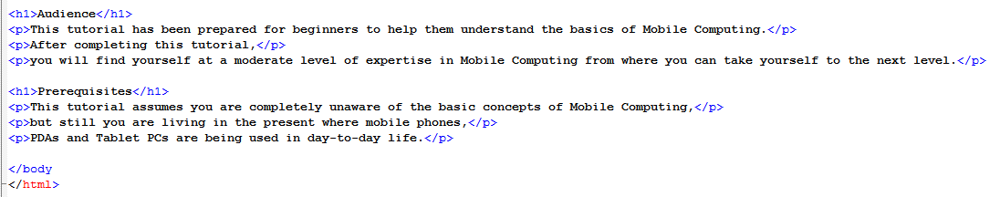 <h1>Audience</h1>
<p>This tutorial has been prepared for beginners to help them understand the basics of Mobile Computing.</p>
<p>After completing this tutorial,</p>
<p>you will find yourself at a moderate level of expertise in Mobile Computing from where you can take yourself to the next level.</p>
<h1>Prerequisites</h1>
<p>This tutorial assumes you are completely unaware of the basic concepts of Mobile Computing,</p>
<p>but still you are living in the present where mobile phones,</p>
<p>PDAs and Tablet PCs are being used in day-to-day life.</p>
</body
</html>